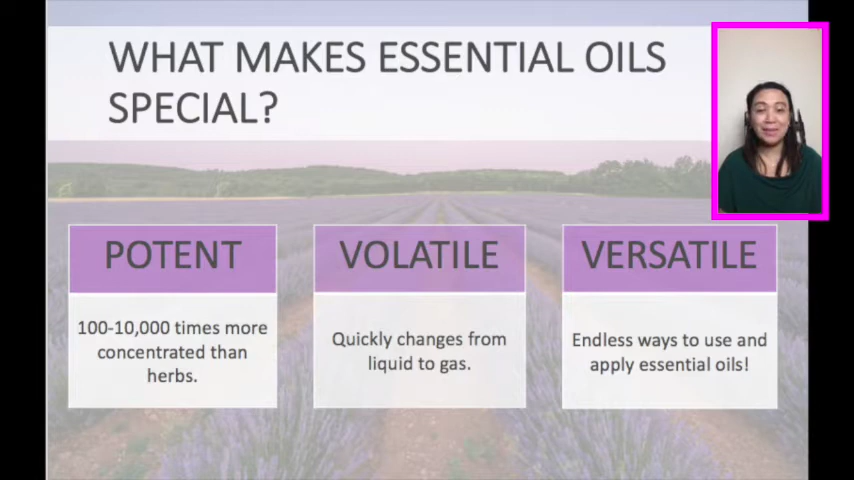 WHAT MAKES ESSENTIAL OILS
SPECIAL?
POTENT
100-10,000 times more
concentrated than
herbs.
VOLATILE
Quickly changes from
liquid to gas.
VERSATILE
Endless ways to use and
apply essential oils!